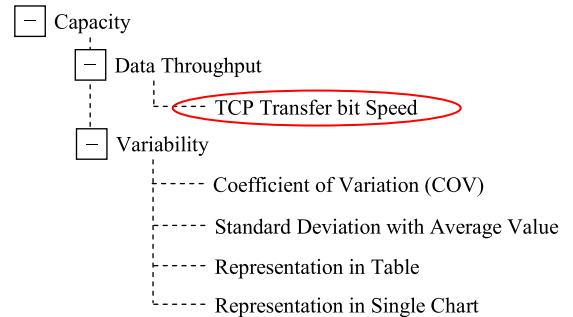 Capacity
Data Throughput
TCP Transfer bit Speed
Variability
Coefficient of Variation (COV)
Standard Deviation with Average Value
Representation in Table
Representation in Single Chart